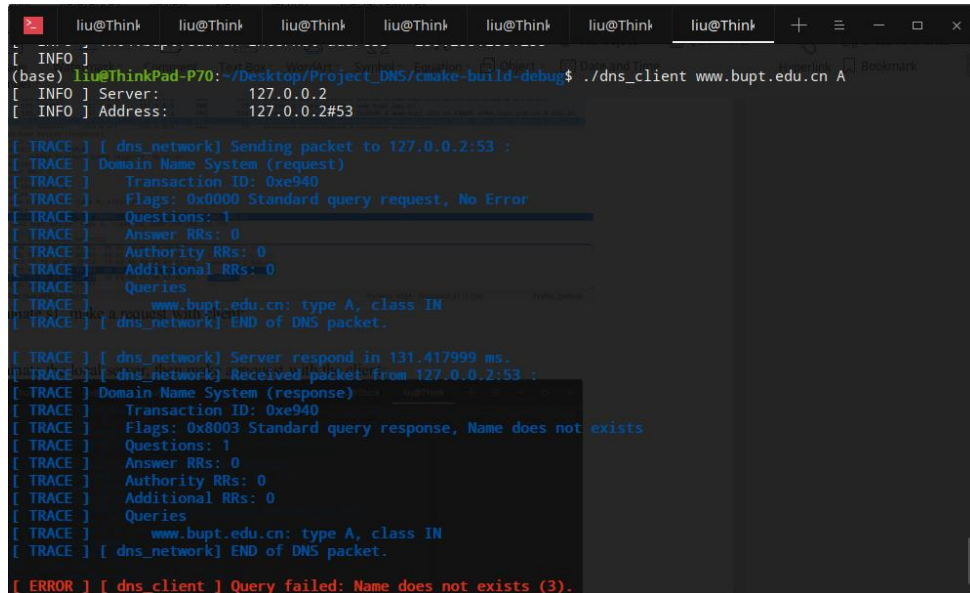 liu@Think liu@Think liu@Think liu@Think liu@Think liu@Think liu@Think
[  INFO ]
(base) liu@ThinkPad-P70:~/Desktop/Project_DNS/cmake-build-debug$ ./dns_client www.bupt.edu.cn A
[  INFO ] Server:          127.0.0.2
[  INFO ] Address:         127.0.0.2#53
[ TRACE ] [ dns_network] Sending packet to 127.0.0.2:53 :
[ TRACE ] Domain Name System (request)
[ TRACE ]    Transaction ID: 0xe940
[ TRACE ]    Flags: 0x0000 Standard query request, No Error
[ TRACE ]    Questions: 1
[ TRACE ]    Answer RRs: 0
[ TRACE ]    Authority RRs: 0
[ TRACE ]    Additional RRs: 0
[ TRACE ]    Queries
[ TRACE ]       www.bupt.edu.cn: type A, class IN
[ TRACE ] [ dns_network] END of DNS packet.
[ TRACE ] [ dns_network] Server respond in 131.417999 ms.
[ TRACE ] [ dns_network] Received packet from 127.0.0.2:53 :
[ TRACE ] Domain Name System (response)
[ TRACE ]    Transaction ID: 0xe940
[ TRACE ]    Flags: 0x8003 Standard query response, Name does not exists
[ TRACE ]    Questions: 1
[ TRACE ]    Answer RRs: 0
[ TRACE ]    Authority RRs: 0
[ TRACE ]    Additional RRs: 0
[ TRACE ]    Queries
[ TRACE ]       www.bupt.edu.cn: type A, class IN
[ TRACE ] [ dns_network] END of DNS packet.
[ ERROR ] [ dns_client ] Query failed: Name does not exists (3).